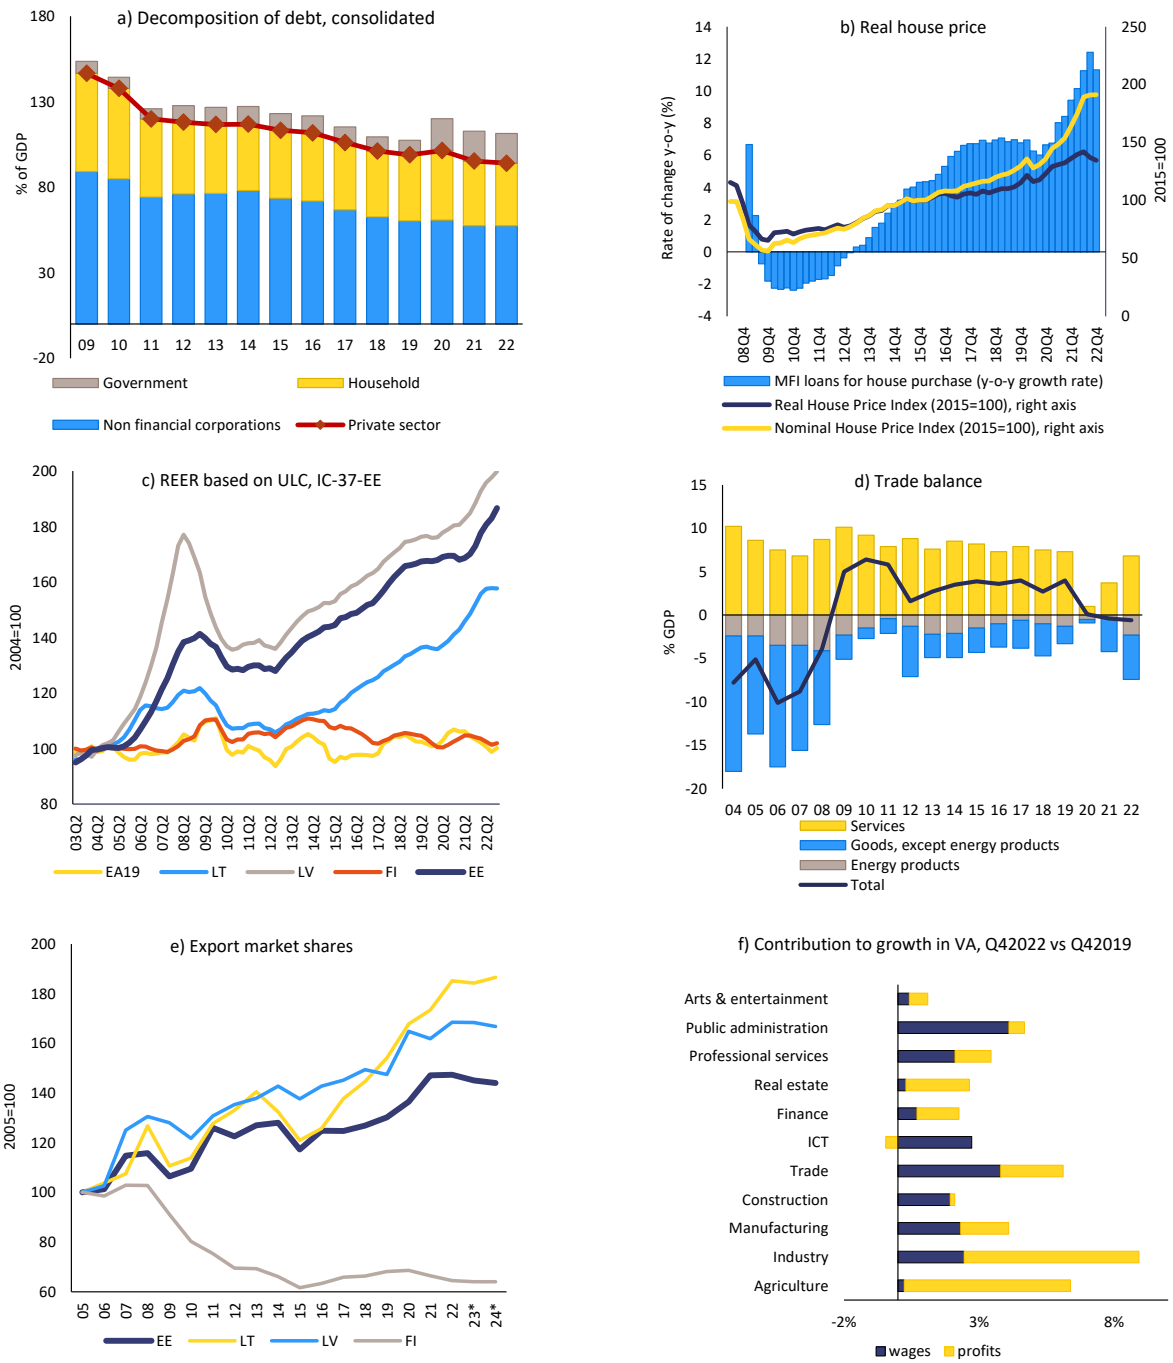 a) Decomposition of debt, consolidated
% of GDP
180
130
80
30
-20
09 10 11 12 13 14 15 16 17 18 19 20 21 22
Government
Household
Non financial corporations
Private sector
b) Real house price
Rate of change y-o-y (%)
14
12
10
8
6
4
2
0
-2
-4
250
200
150
100
50
0
2015=100
08Q4 09Q4 10Q4 11Q4 12Q4 13Q4 14Q4 15Q4 16Q4 17Q4 18Q4 19Q4 20Q4 21Q4 22Q4
MFI loans for house purchase (y-o-y growth rate)
Real House Price Index (2015=100), right axis
Nominal House Price Index (2015=100), right axis
c) REER based on ULC, IC-37-EE
2004=100
200
180
160
140
120
100
80
03Q2 04Q2 05Q2 06Q2 07Q2 08Q2 09Q2 10Q2 11Q2 12Q2 13Q2 14Q2 15Q2 16Q2 17Q2 18Q2 19Q2 20Q2 21Q2 22Q2
EA19 LT LV FI EE
d) Trade balance
% GDP
15
10
5
0
-5
-10
-15
-20
04 05 06 07 08 09 10 11 12 13 14 15 16 17 18 19 20 21 22
Services
Goods, except energy products
Energy products
Total
e) Export market shares
2005=100
200
180
160
140
120
100
80
60
05 06 07 08 09 10 11 12 13 14 15 16 17 18 19 20 21 22 23* 24*
EE LT LV FI
f) Contribution to growth in VA, Q42022 vs Q42019
Arts & entertainment
Public administration
Professional services
Real estate
Finance
ICT
Trade
Construction
Manufacturing
Industry
Agriculture
-2% 3% 8%
wages profits